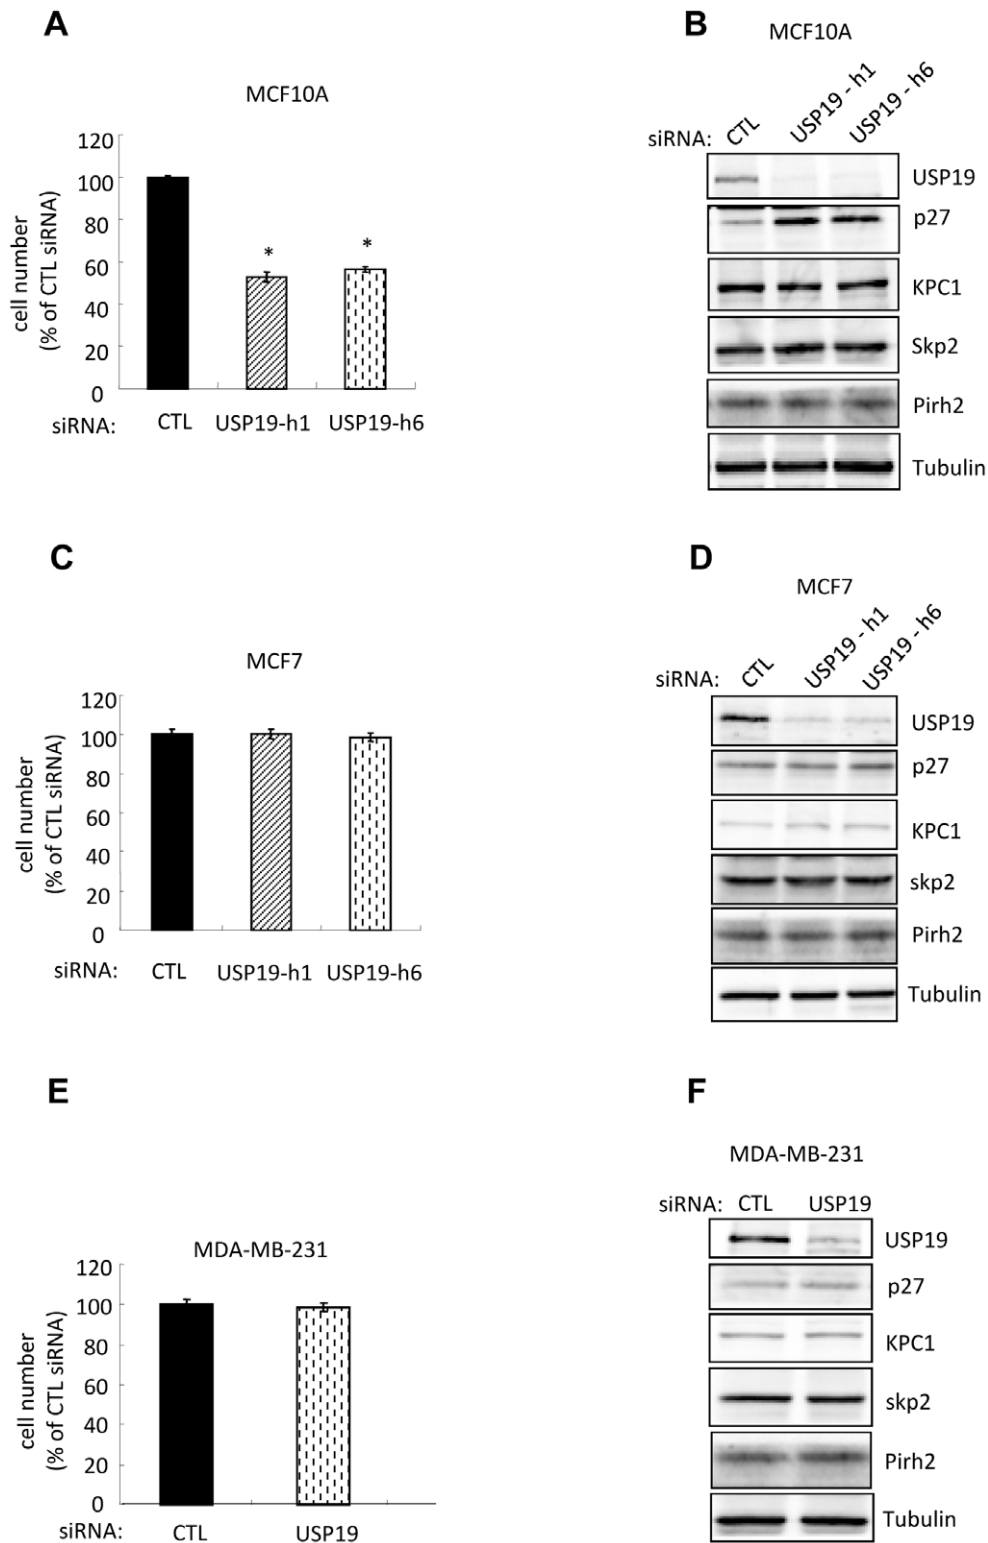 A
MCF10A
cell number
(% of CTL siRNA)
120
100
80
60
40
20
0
*
*
siRNA: CTL USP19-h1 USP19-h6
B
MCF10A
siRNA: CTL USP19 - h1 USP19 - h6
USP19
p27
KPC1
Skp2
Pirh2
Tubulin
C
MCF7
cell number
(% of CTL siRNA)
120
100
80
60
40
20
0
siRNA: CTL USP19-h1 USP19-h6
D
MCF7
siRNA: CTL USP19 - h1 USP19 - h6
USP19
p27
KPC1
skp2
Pirh2
Tubulin
E
MDA-MB-231
cell number
(% of CTL siRNA)
120
100
80
60
40
20
0
siRNA: CTL USP19
F
MDA-MB-231
siRNA: CTL USP19
USP19
p27
KPC1
skp2
Pirh2
Tubulin